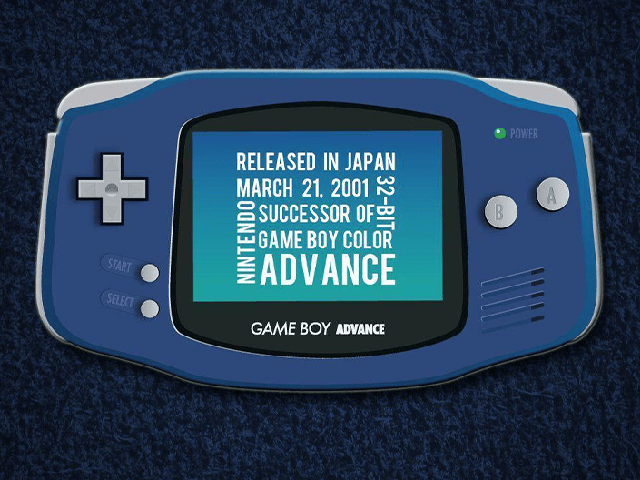 RELEASED IN JAPAN
MARCH 21, 2001
32-BIT
NINTENDO
SUCCESSOR OF
GAME BOY COLOR
ADVANCE
GAME BOY ADVANCE
POWER
A
B
START
SELECT